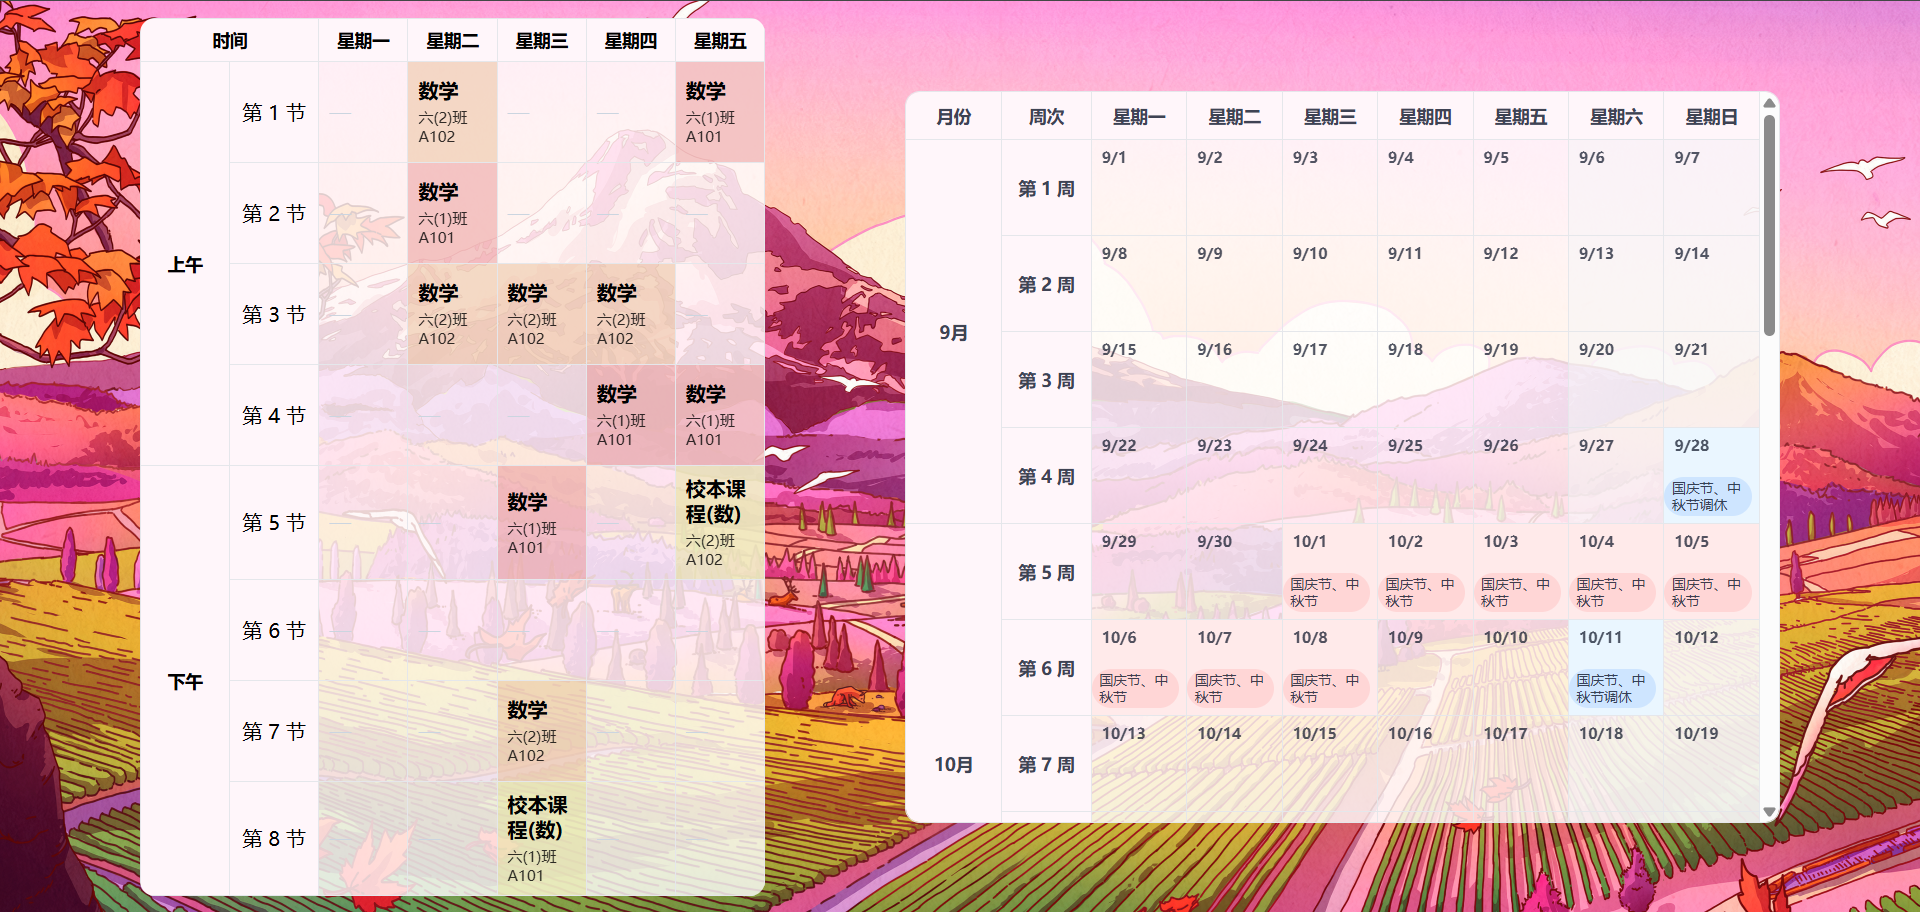 时间 星期一 星期二 星期三 星期四 星期五
上午
第 1 节 — 数学 六(2)班 A102 — — 数学 六(1)班 A101
第 2 节 — 数学 六(1)班 A101 — — —
第 3 节 — 数学 六(2)班 A102 数学 六(2)班 A102 数学 六(2)班 A102
第 4 节 — — — 数学 六(1)班 A101 数学 六(1)班 A101
下午
第 5 节 — — 数学 六(1)班 A101 — 校本课程(数) 六(2)班 A102
第 6 节
第 7 节 — — 数学 六(2)班 A102 — —
第 8 节 校本课程(数) 六(1)班 A101
月份 周次 星期一 星期二 星期三 星期四 星期五 星期六 星期日
9月
第 1 周 9/1 9/2 9/3 9/4 9/5 9/6 9/7
第 2 周 9/8 9/9 9/10 9/11 9/12 9/13 9/14
第 3 周 9/15 9/16 9/17 9/18 9/19 9/20 9/21
第 4 周 9/22 9/23 9/24 9/25 9/26 9/27 9/28 国庆节、中秋节调休
10月
第 5 周 9/29 9/30 10/1 国庆节、中秋节 10/2 国庆节、中秋节 10/3 国庆节、中秋节 10/4 国庆节、中秋节 10/5 国庆节、中秋节
第 6 周 10/6 国庆节、中秋节 10/7 国庆节、中秋节 10/8 国庆节、中秋节 10/9 10/10 10/11 国庆节、中秋节调休 10/12
第 7 周 10/13 10/14 10/15 10/16 10/17 10/18 10/19